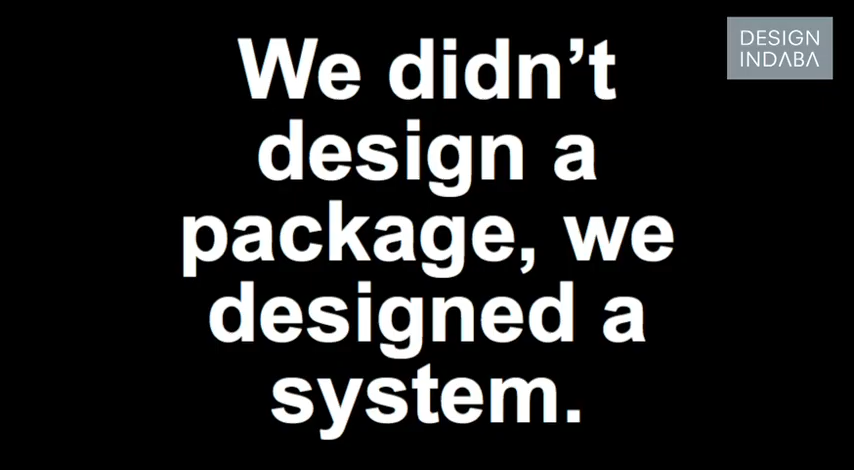 We didn’t
design a
package, we
designed a
system.
DESIGN
INDABA